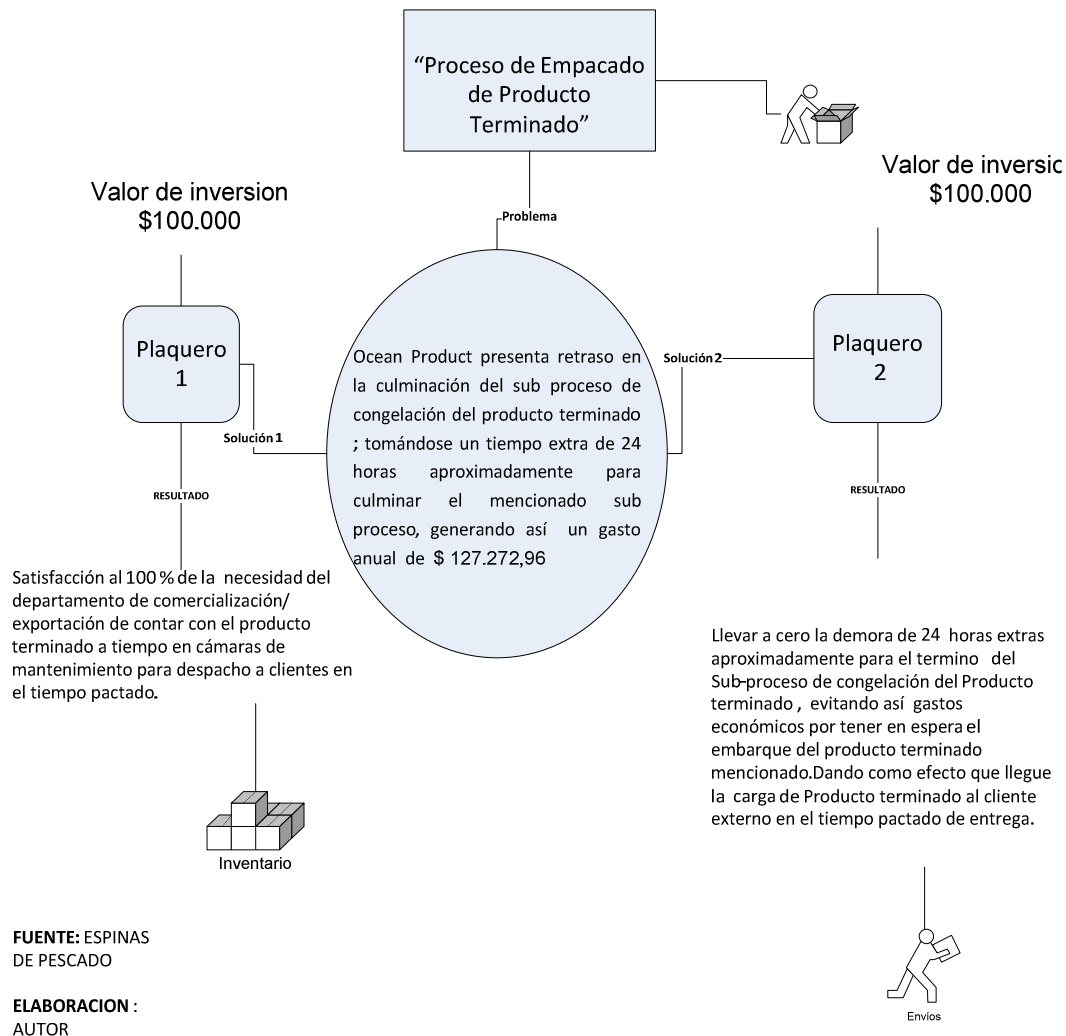 “Proceso de Empacado
de Producto
Terminado”
Valor de inversion
$100.000
Valor de inversic
$100.000
Problema
Plaquero
1
Plaquero
2
Solución 1
Solución 2
Ocean Product presenta retraso en
la culminación del sub proceso de
congelación del producto terminado
; tomándose un tiempo extra de 24
horas aproximadamente para
culminar el mencionado sub
proceso, generando así un gasto
anual de $ 127.272,96
RESULTADO
RESULTADO
Satisfacción al 100 % de la necesidad del
departamento de comercialización/
exportación de contar con el producto
terminado a tiempo en cámaras de
mantenimiento para despacho a clientes en
el tiempo pactado.
Llevar a cero la demora de 24 horas extras
aproximadamente para el termino del
Sub-proceso de congelación del Producto
terminado , evitando así gastos
económicos por tener en espera el
embarque del producto terminado
mencionado.Dando como efecto que llegue
la carga de Producto terminado al cliente
externo en el tiempo pactado de entrega.
Inventario
Envíos
FUENTE: ESPINAS
DE PESCADO
ELABORACION :
AUTOR